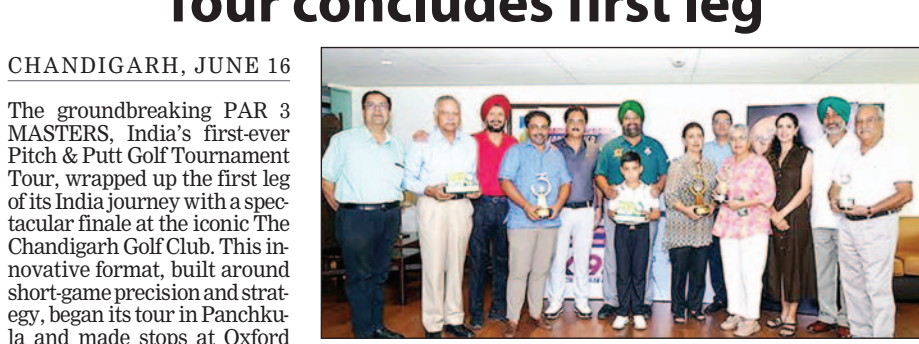 Tour concludes first leg
CHANDIGARH, JUNE 16
The groundbreaking PAR 3
MASTERS, India's first-ever
Pitch & Putt Golf Tournament
Tour, wrapped up the first leg
of its India journey with a spec-
tacular finale at the iconic The
Chandigarh Golf Club. This in-
novative format, built around
short-game precision and strat-
egy, began its tour in Panchku-
la and made stops at Oxford